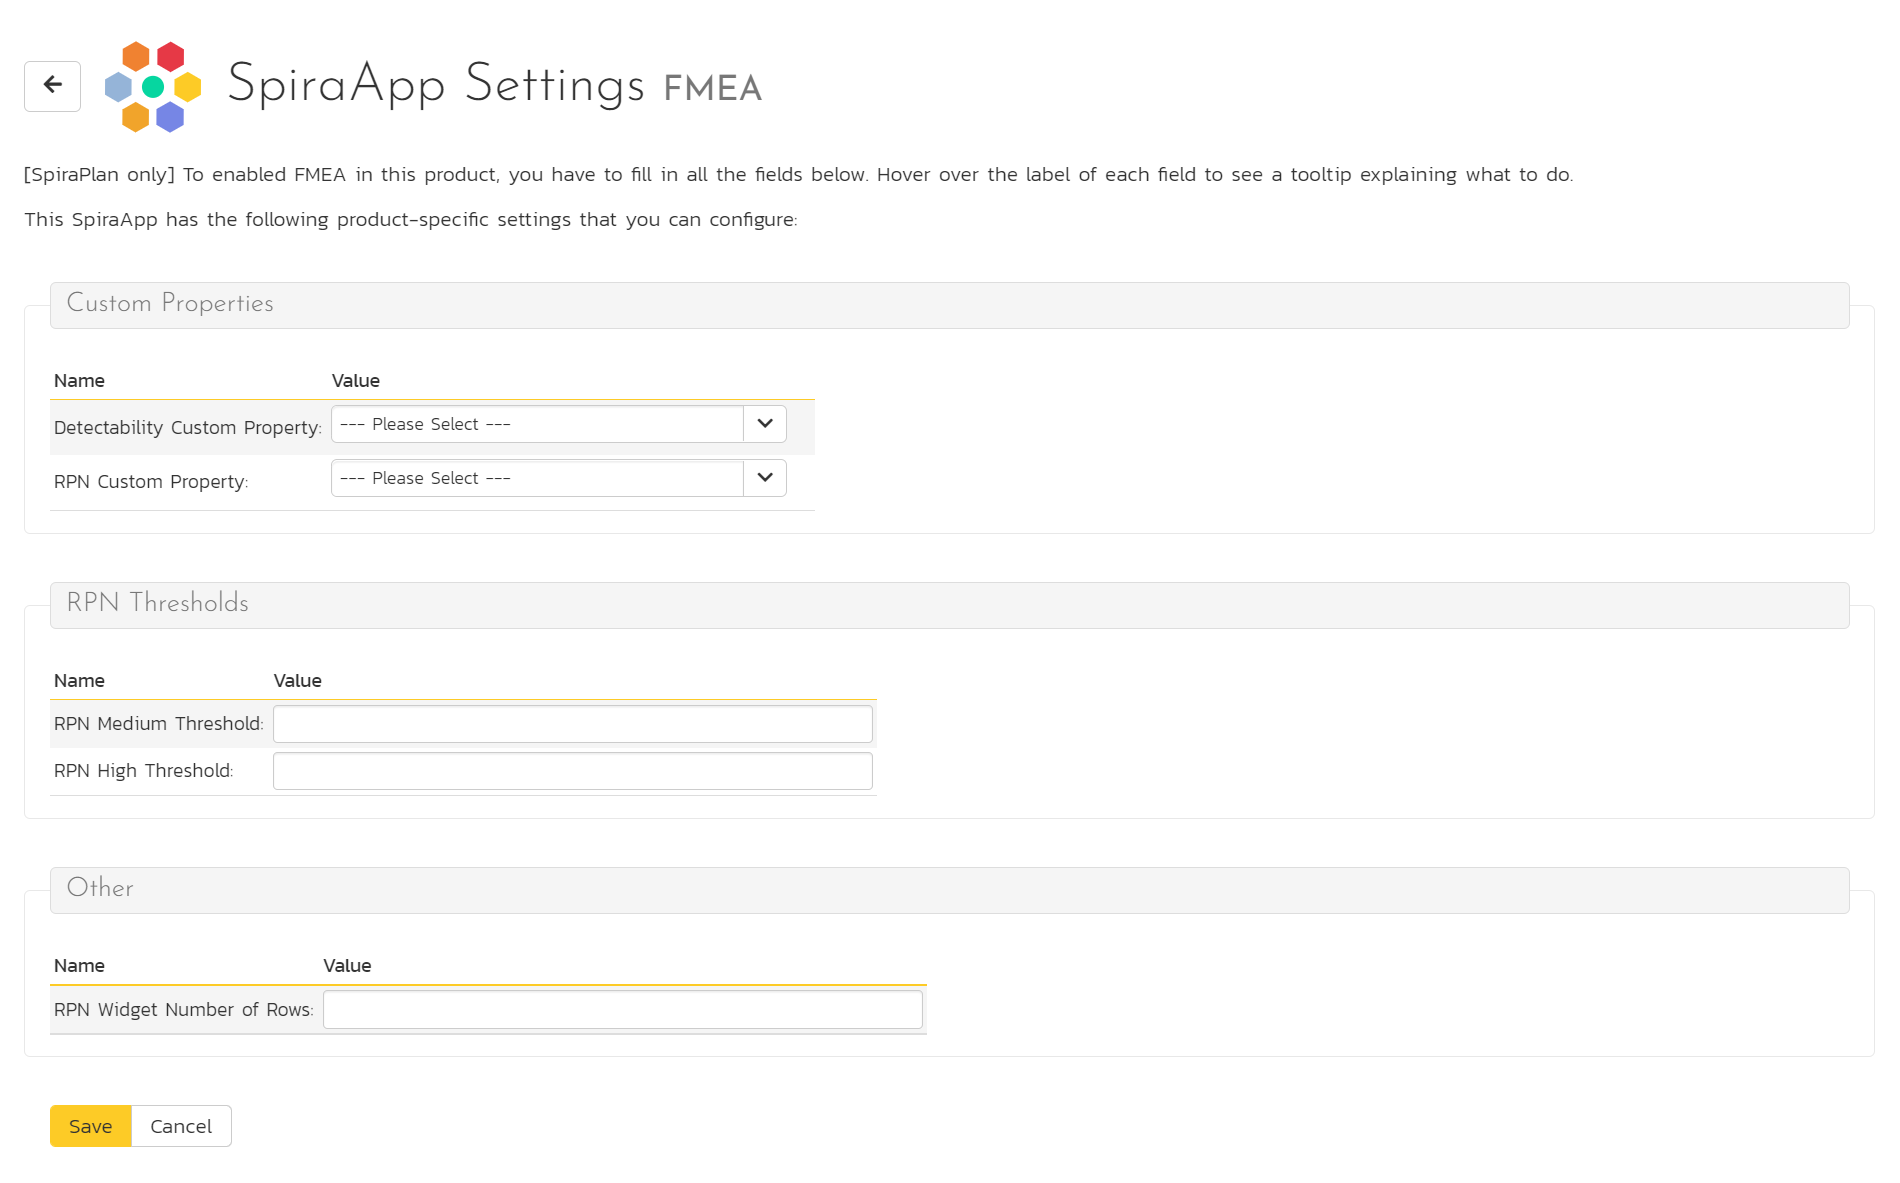 SpiraApp Settings FMEA
[SpiraPlan only] To enabled FMEA in this product, you have to fill in all the fields below. Hover over the label of each field to see a tooltip explaining what to do.
This SpiraApp has the following product-specific settings that you can configure:
Custom Properties
Name Value
Detectability Custom Property: --- Please Select ---
RPN Custom Property: --- Please Select ---
RPN Thresholds
Name Value
RPN Medium Threshold:
RPN High Threshold:
Other
Name Value
RPN Widget Number of Rows:
Save Cancel